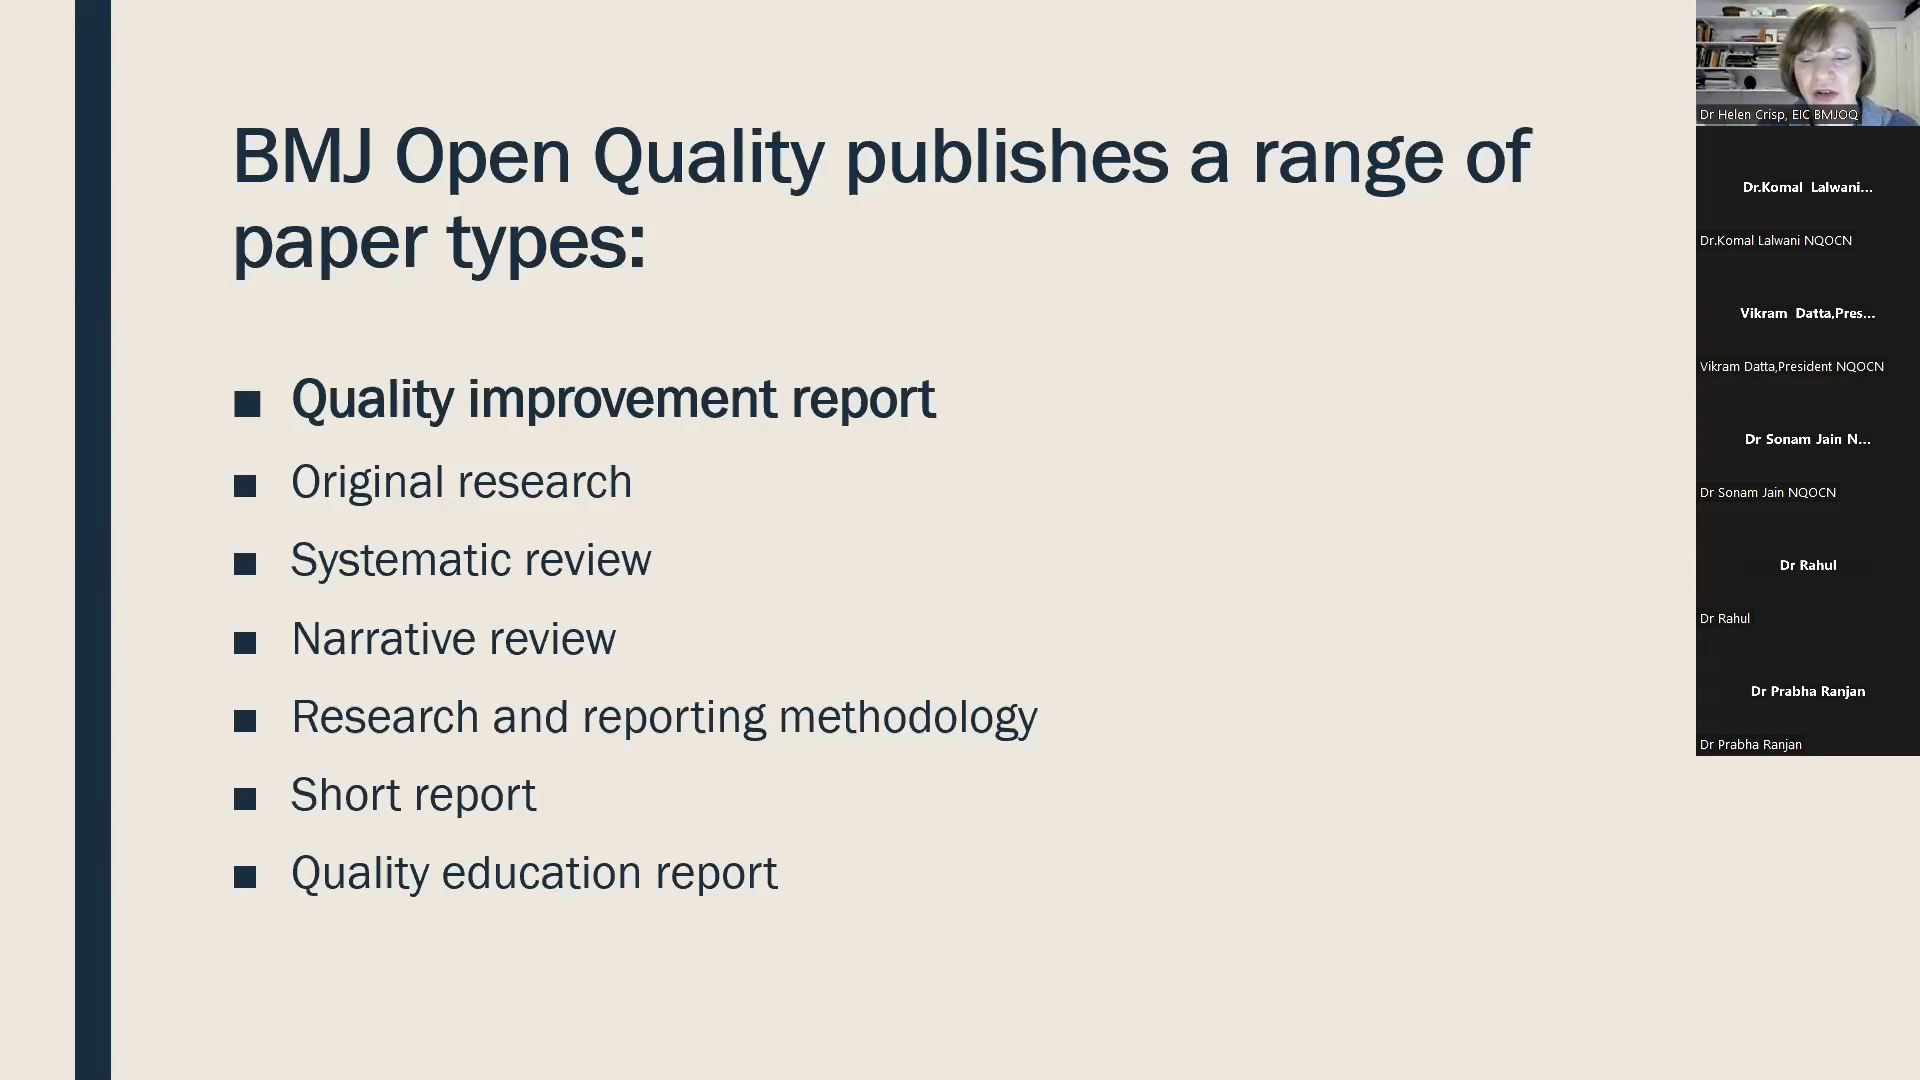 BMJ Open Quality publishes a range of
paper types:
■ Quality improvement report
■ Original research
■ Systematic review
■ Narrative review
■ Research and reporting methodology
■ Short report
■ Quality education report
Dr Helen Crisp, EIC BMJOQ
Dr.Komal Lalwani...
Dr.Komal Lalwani NQOCN
Vikram Datta,Pres...
Vikram Datta,President NQOCN
Dr Sonam Jain N...
Dr Sonam Jain NQOCN
Dr Rahul
Dr Rahul
Dr Prabha Ranjan
Dr Prabha Ranjan